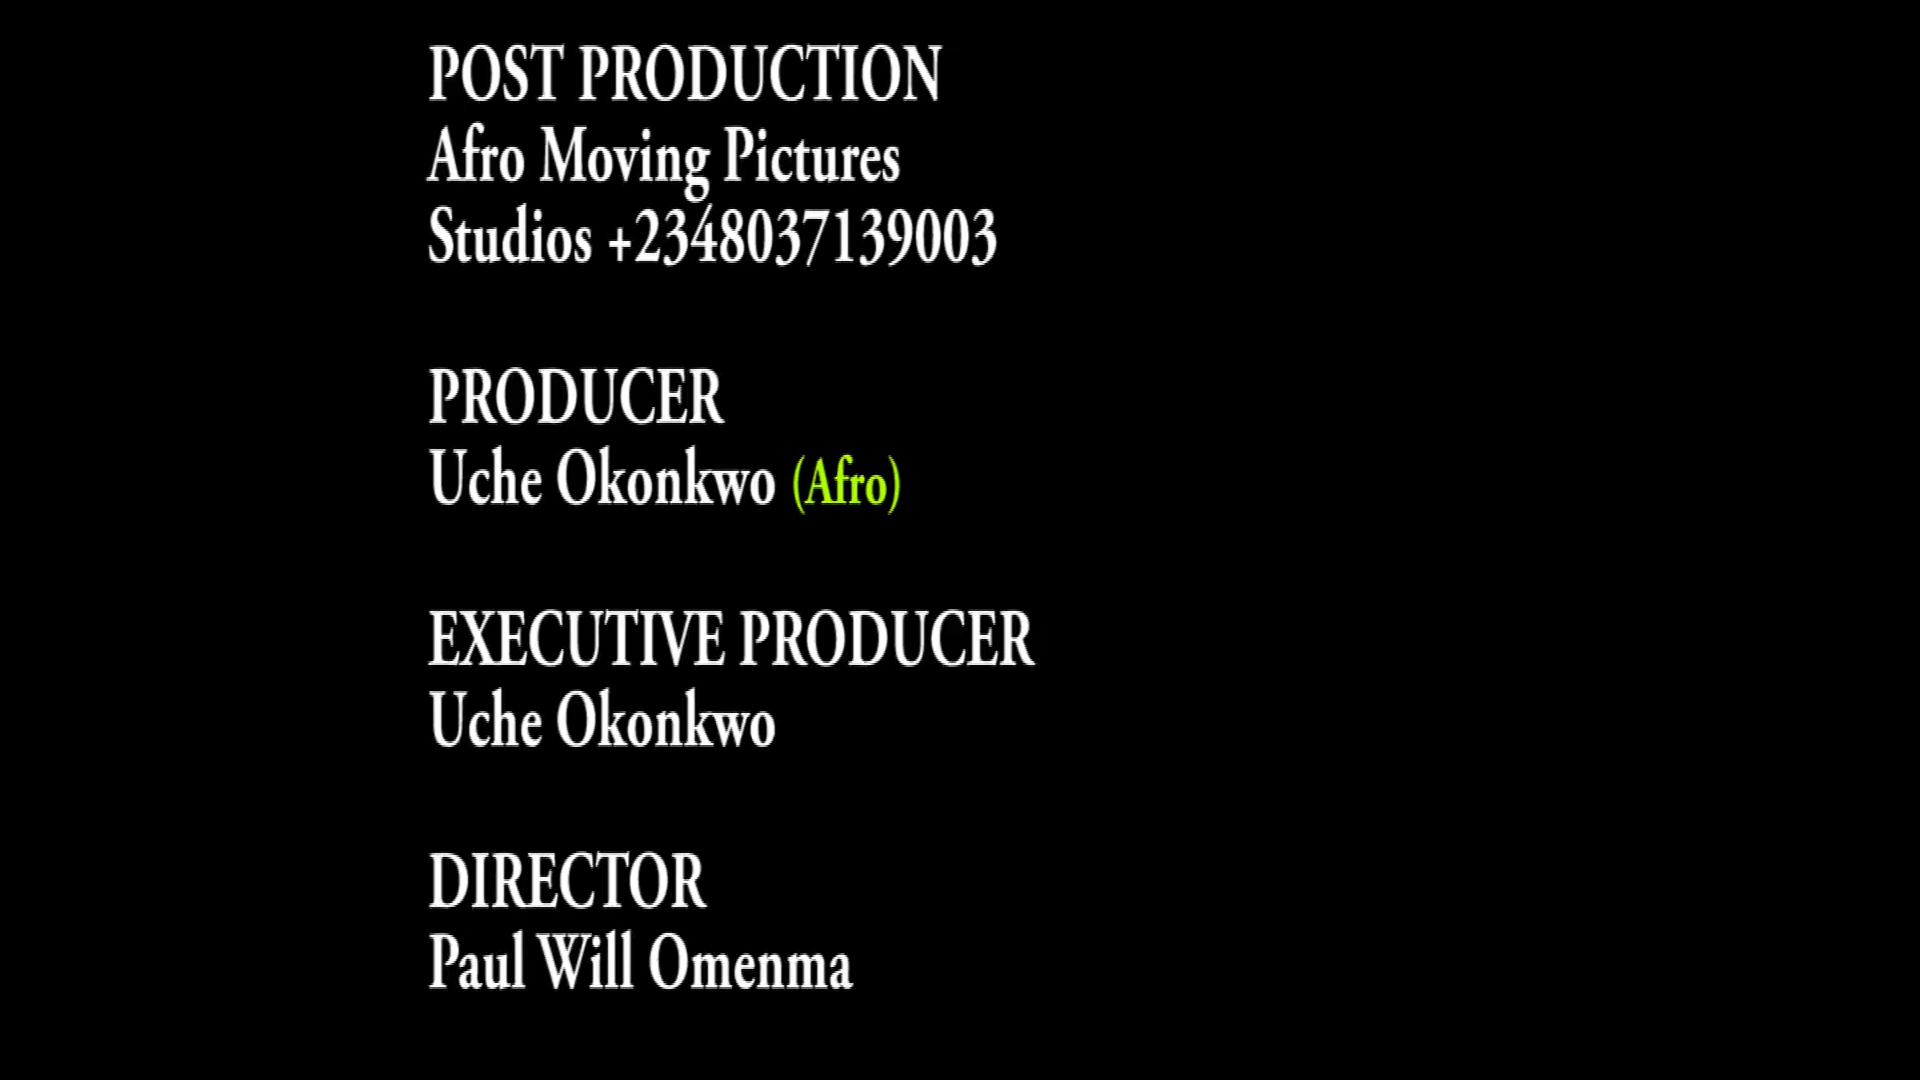 POST PRODUCTION
Afro Moving Pictures
Studios +2348037139003
PRODUCER
Uche Okonkwo (Afro)
EXECUTIVE PRODUCER
Uche Okonkwo
DIRECTOR
Paul Will Omenma